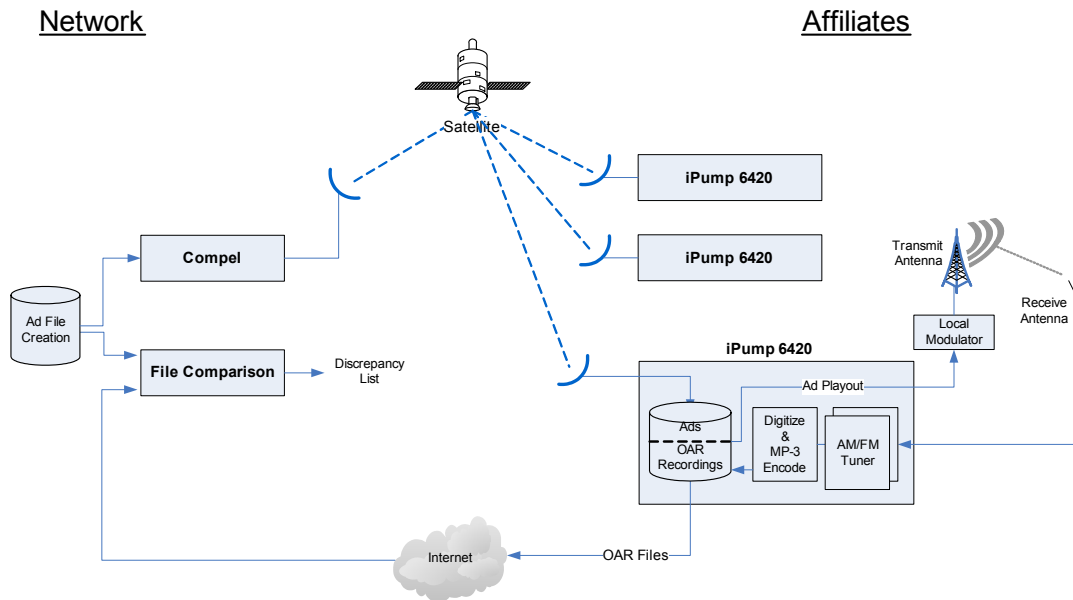 Network
Affiliates
Satellite
iPump 6420
Compel
iPump 6420
Transmit
Antenna
Receive
Antenna
Ad File
Creation
Local
Modulator
File Comparison
Discrepancy
List
iPump 6420
Ad Playout
Ads
OAR
Recordings
Digitize
&
MP-3
Encode
AM/FM
Tuner
Internet
OAR Files